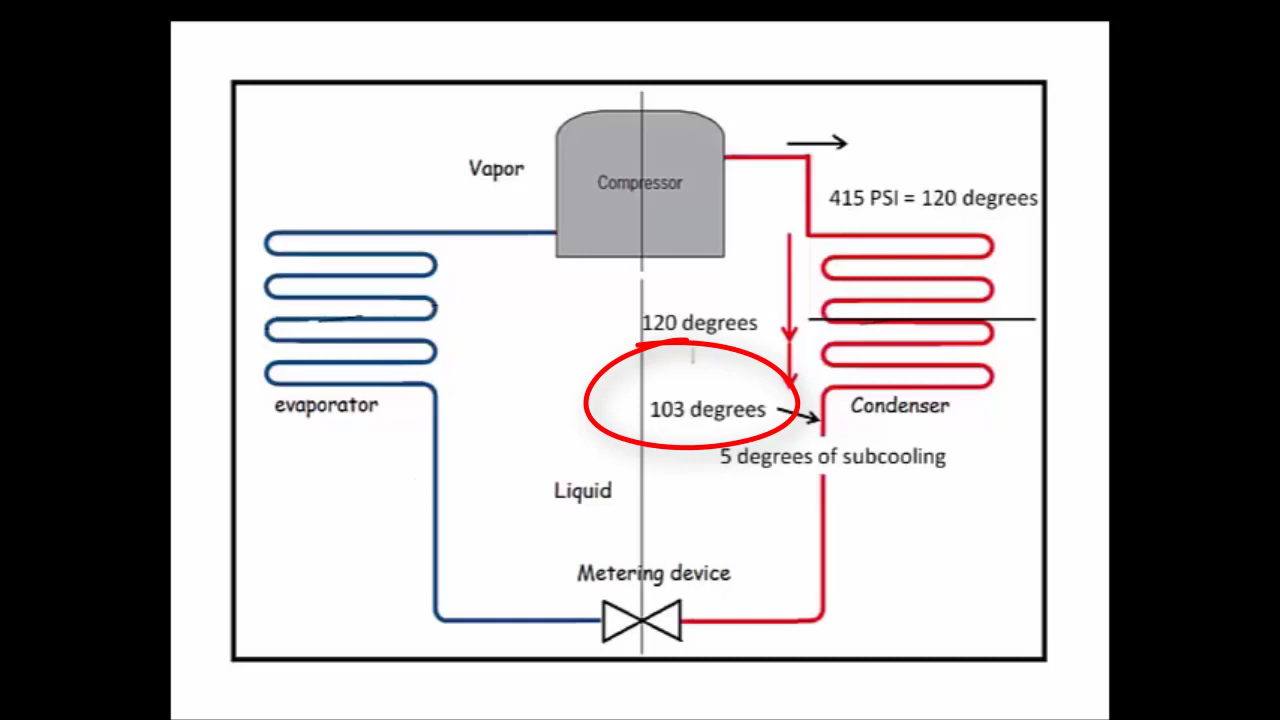 Vapor
Compressor
415 PSI = 120 degrees
120 degrees
evaporator
103 degrees
Condenser
5 degrees of subcooling
Liquid
Metering device